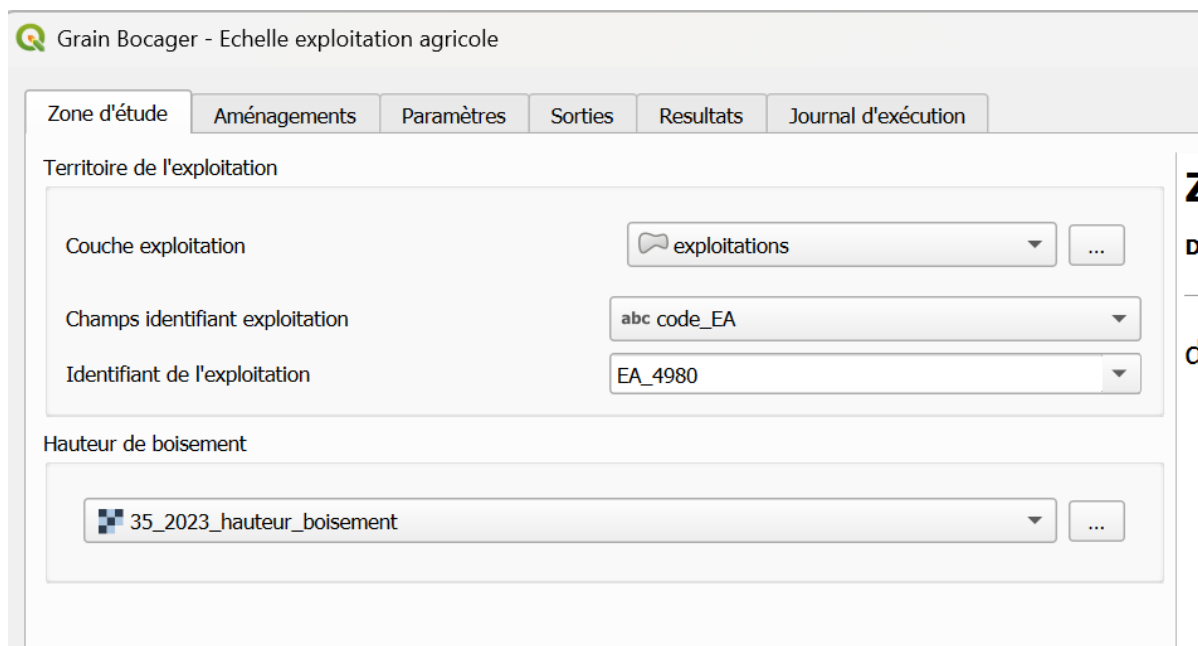 Grain Bocager - Echelle exploitation agricole
Zone d'étude Aménagements Paramètres Sorties Resultats Journal d'exécution
Territoire de l'exploitation
Couche exploitation exploitations ...
Champs identifiant exploitation abc code_EA
Identifiant de l'exploitation EA_4980
Hauteur de boisement
35_2023_hauteur_boisement ...